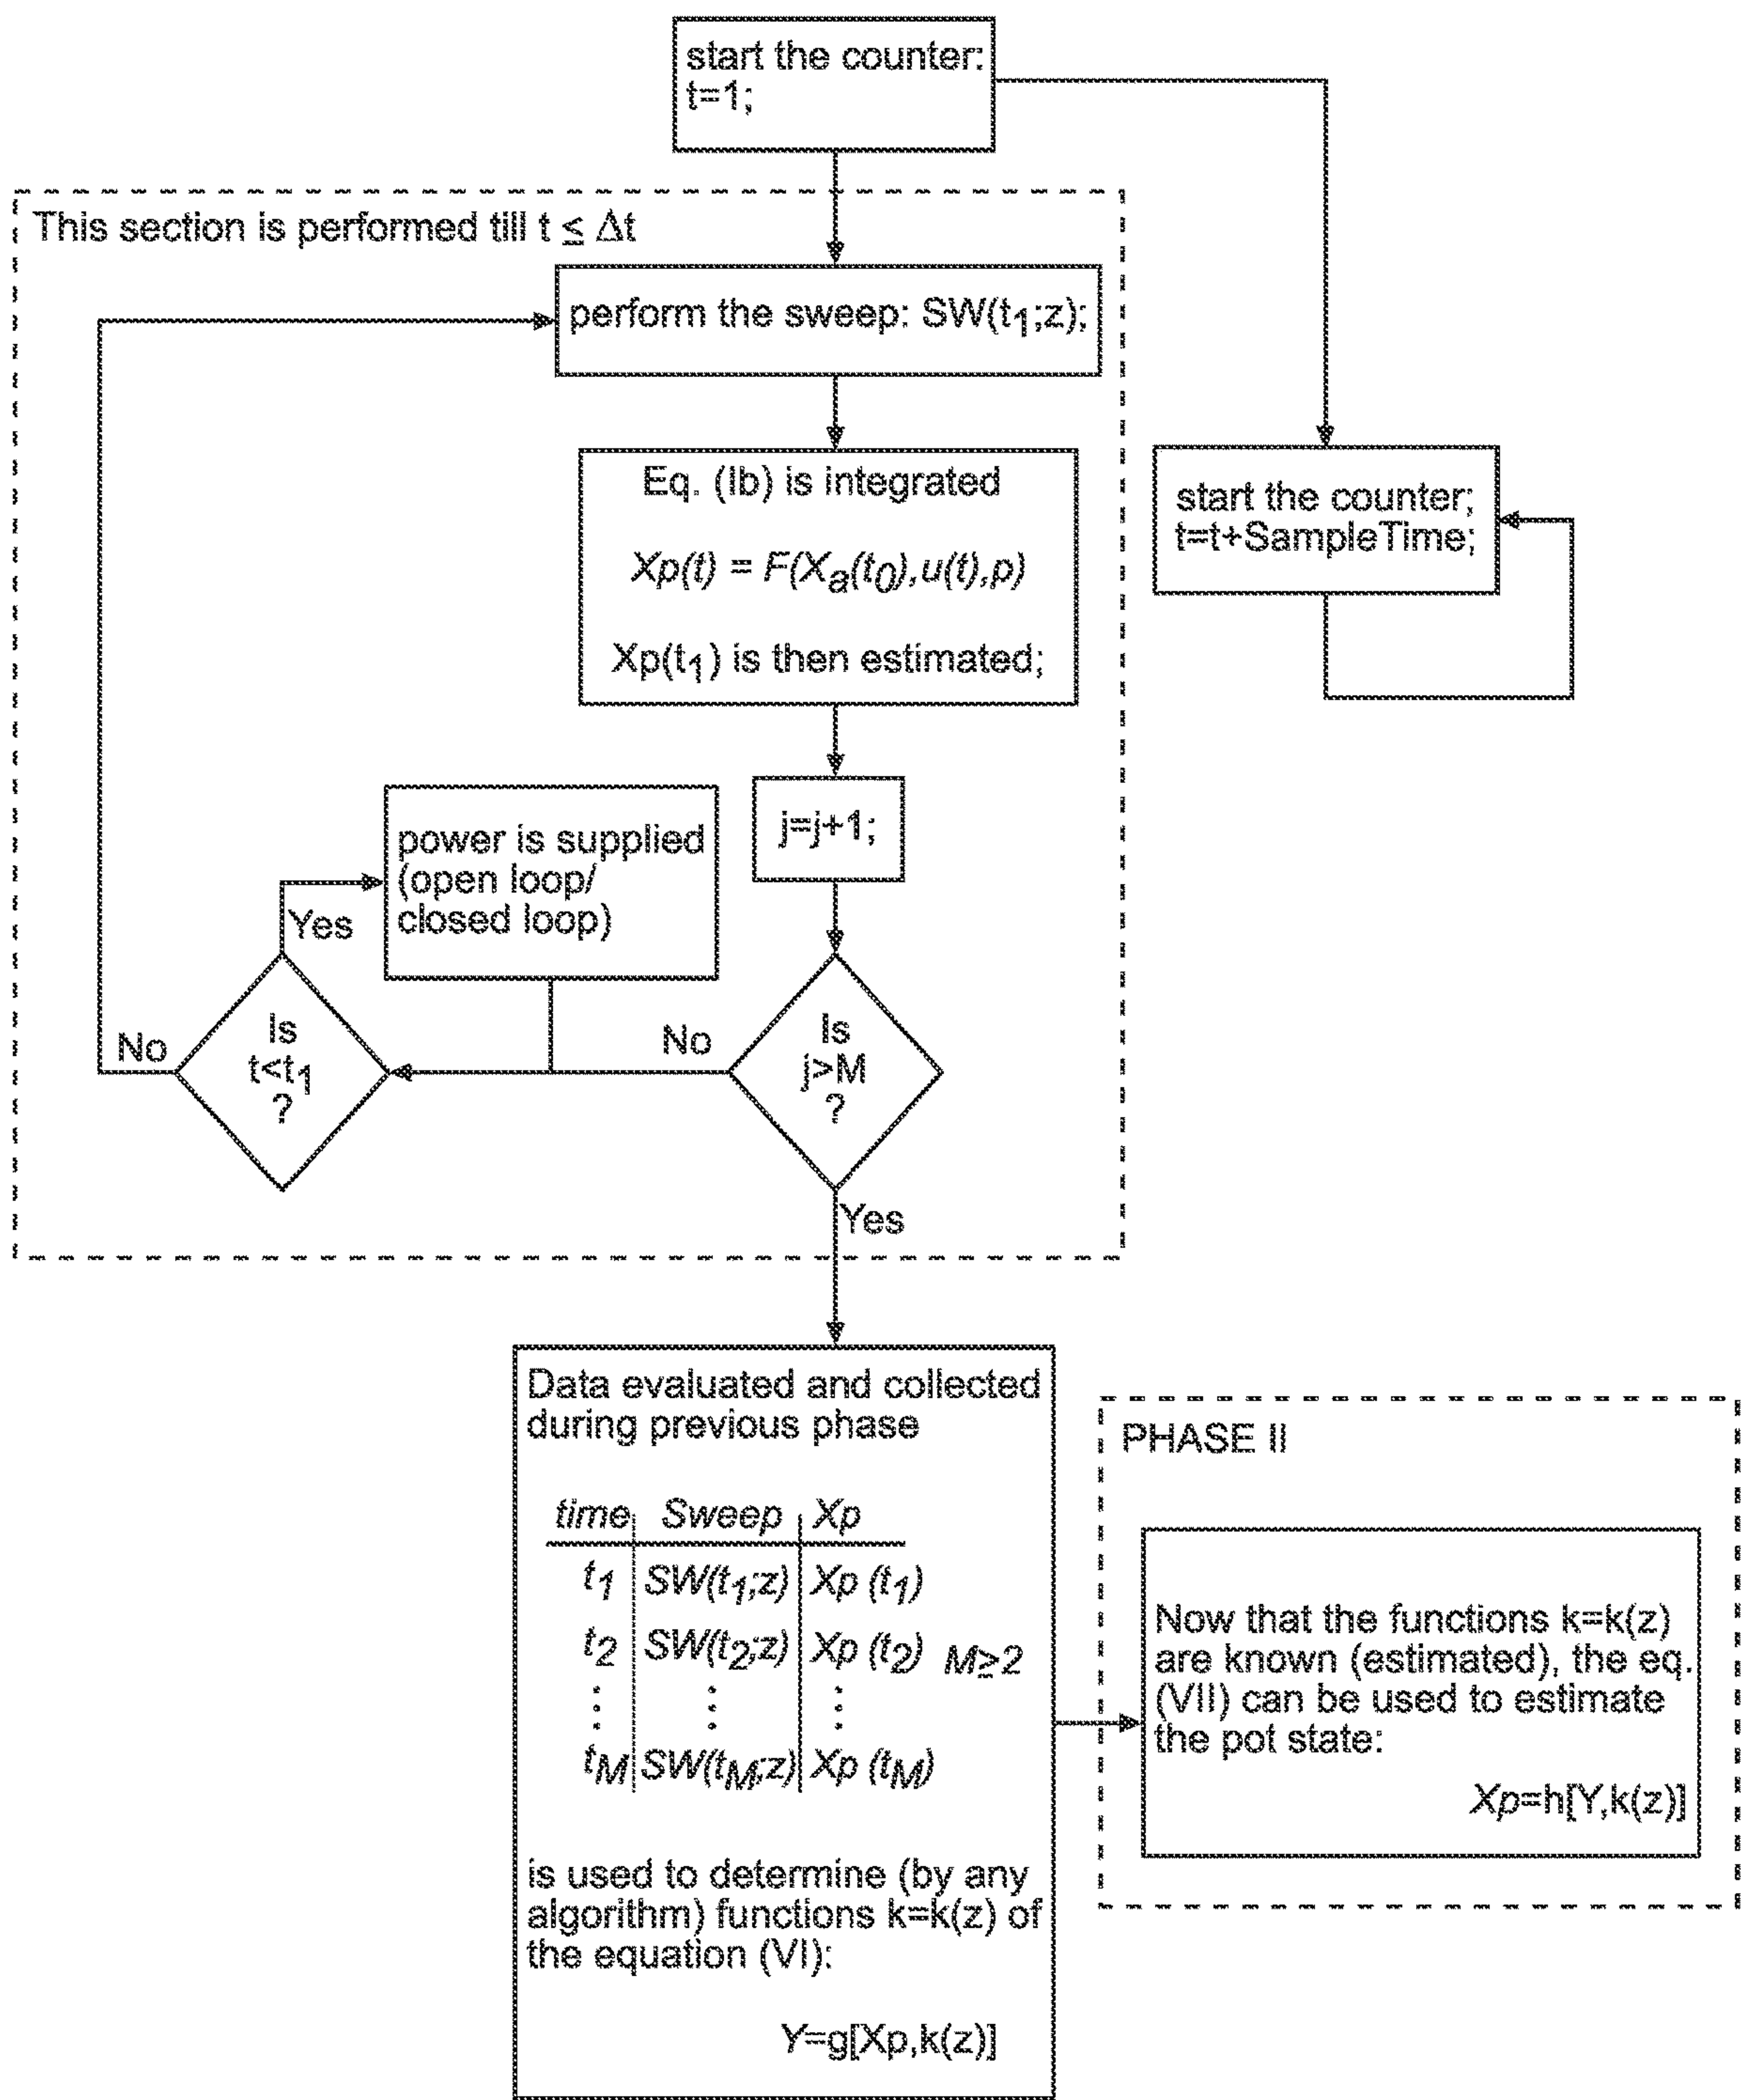 start the counter:
t=1;
This section is performed till t ≤ Δt
perform the sweep: SW(t₁;z);
Eq. (Ib) is integrated
Xp(t) = F(Xₐ(t₀),u(t),p)
Xp(t₁) is then estimated;
start the counter;
t=t+SampleTime;
j=j+1;
power is supplied
(open loop/
closed loop)
Yes
No
Is
t<t₁
?
No
Is
j>M
?
Yes
Data evaluated and collected
during previous phase
time Sweep Xp
t₁ SW(t₁;z) Xp (t₁)
t₂ SW(t₂;z) Xp (t₂) M≥2
⋮ ⋮ ⋮
t_M SW(t_M;z) Xp (t_M)
is used to determine (by any
algorithm) functions k=k(z) of
the equation (VI):
Y=g[Xp,k(z)]
PHASE II
Now that the functions k=k(z)
are known (estimated), the eq.
(VII) can be used to estimate
the pot state:
Xp=h[Y,k(z)]